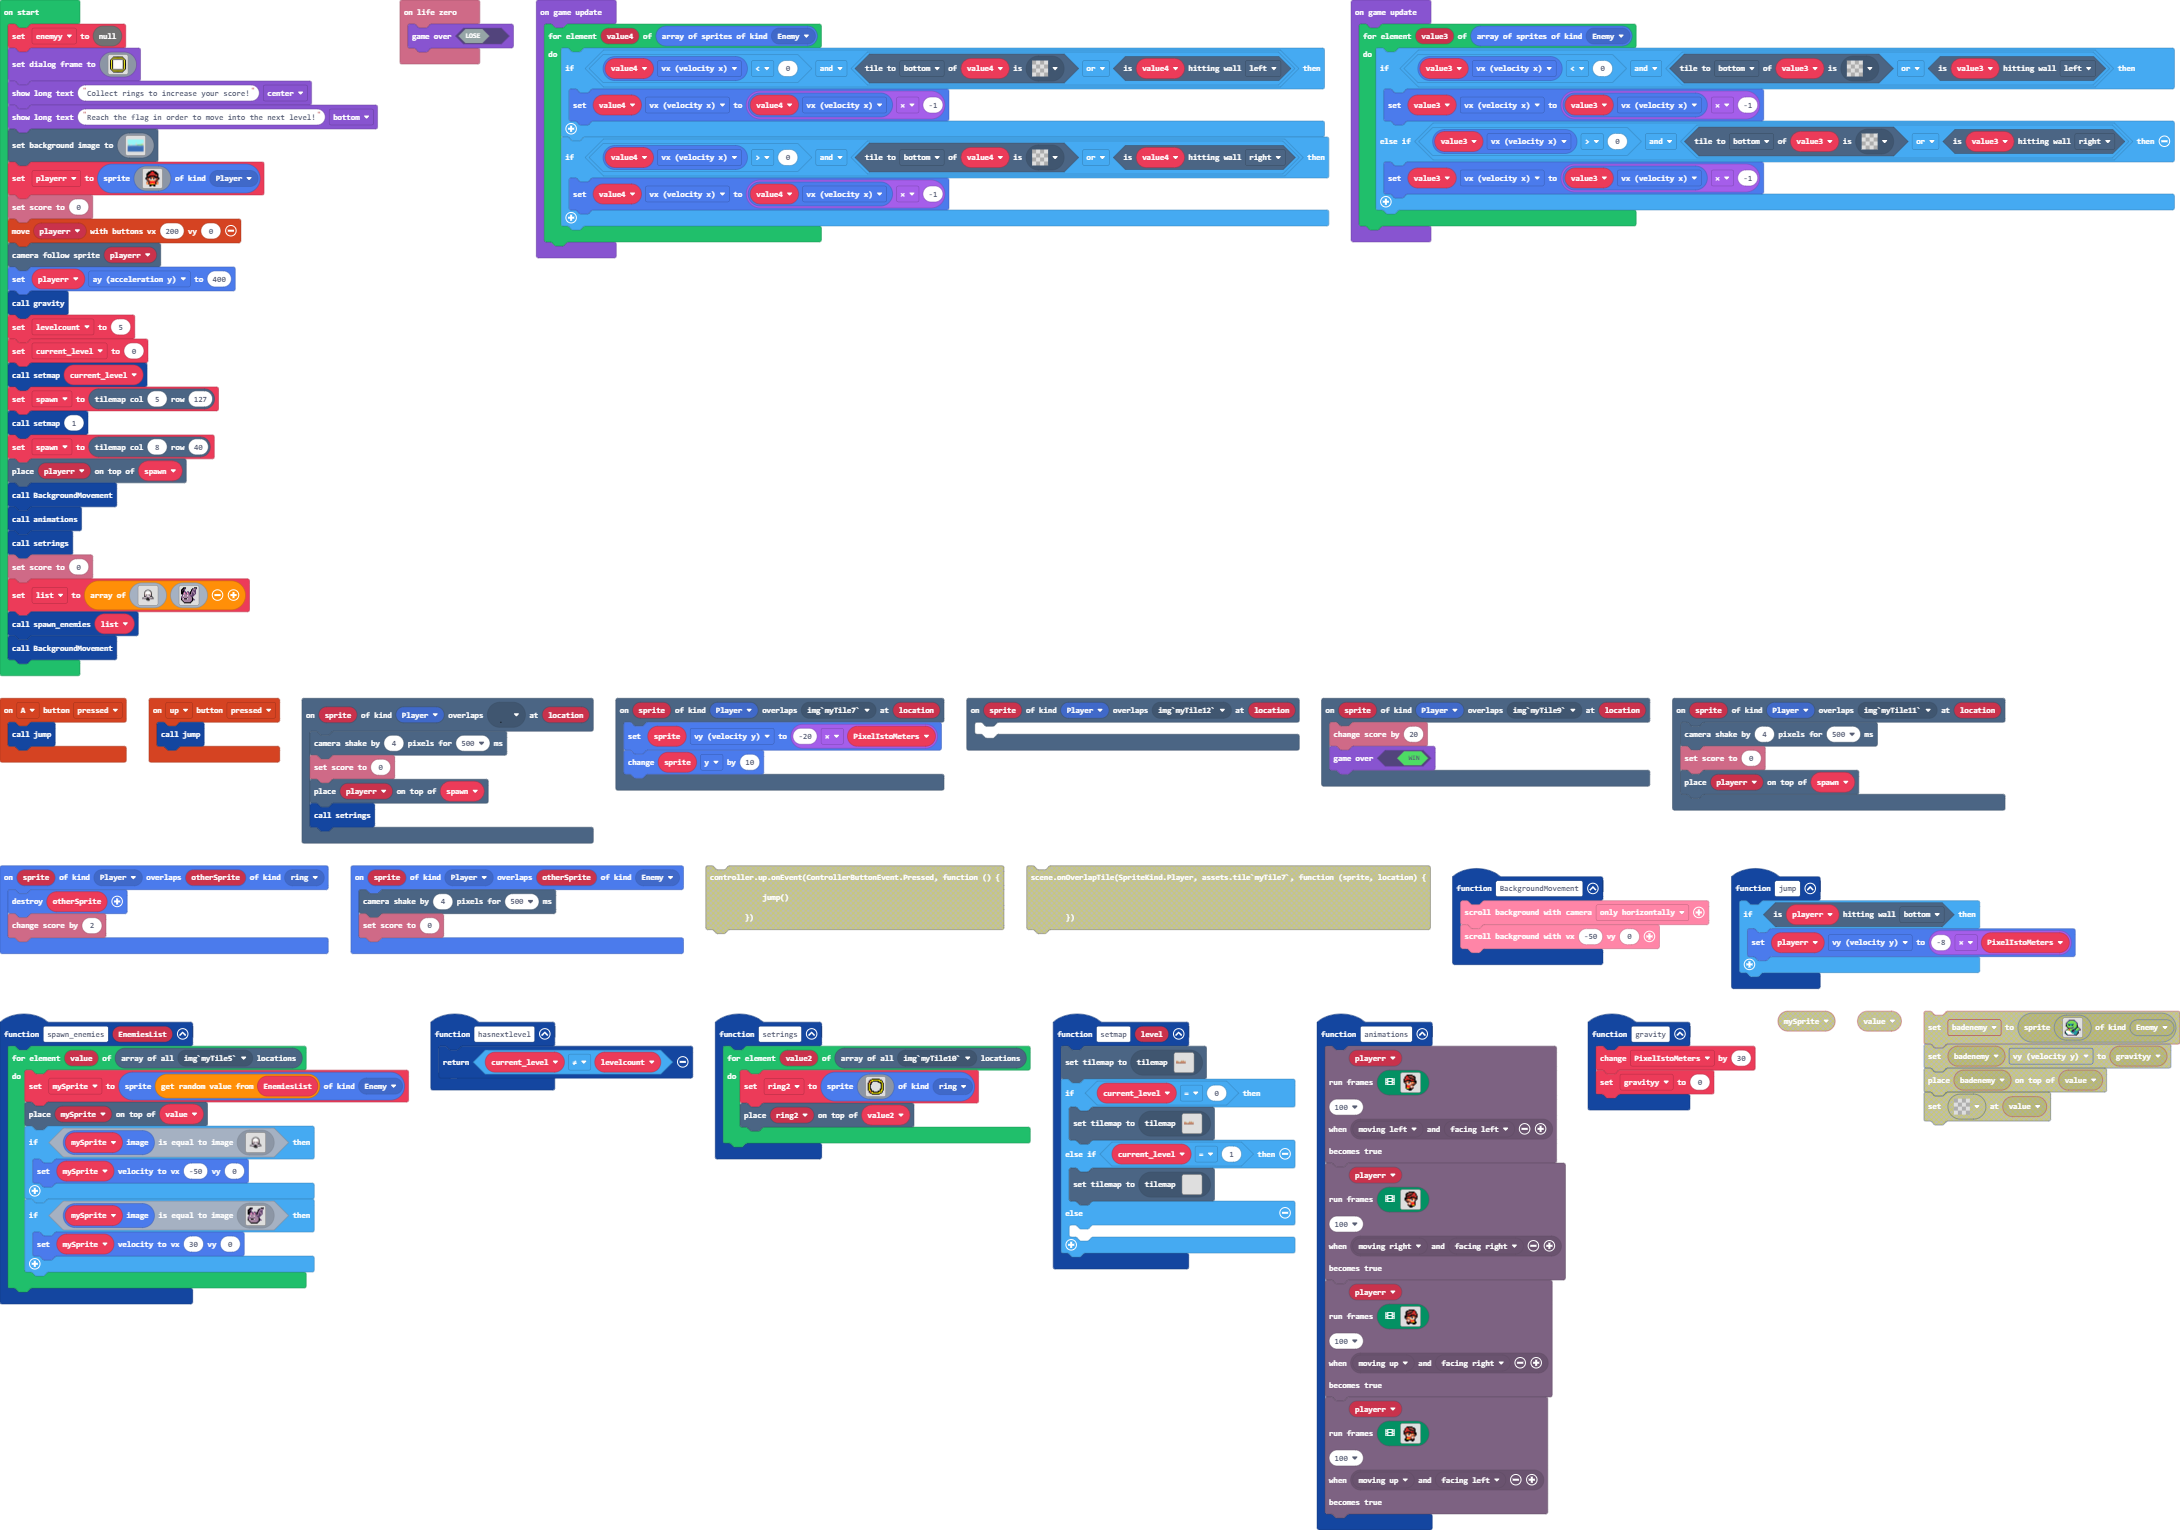 on start
set enemyy to null
set dialog frame to
show long text "Collect rings to increase your score!" center
show long text "Reach the flag in order to move into the next level!" bottom
set background image to
set playerr to sprite of kind Player
set score to 0
move playerr with buttons vx 200 vy 0
camera follow sprite playerr
set playerr ay (acceleration y) to 400
call gravity
set levelcount to 5
set current_level to 0
call setmap current_level
set spawn to tilemap col 5 row 127
call setmap 1
set spawn to tilemap col 8 row 40
place playerr on top of spawn
call BackgroundMovement
call animations
call setrings
set score to 0
set list to array of
call spawn_enemies list
call BackgroundMovement
on life zero
game over LOSE
on game update
for element value4 of array of sprites of kind Enemy
do
if value4 vx (velocity x) < 0 and tile to bottom of value4 is or is value4 hitting wall left then
set value4 vx (velocity x) to value4 vx (velocity x) × -1
if value4 vx (velocity x) > 0 and tile to bottom of value4 is or is value4 hitting wall right then
set value4 vx (velocity x) to value4 vx (velocity x) × -1
on game update
for element value3 of array of sprites of kind Enemy
do
if value3 vx (velocity x) < 0 and tile to bottom of value3 is or is value3 hitting wall left then
set value3 vx (velocity x) to value3 vx (velocity x) × -1
else if value3 vx (velocity x) > 0 and tile to bottom of value3 is or is value3 hitting wall right then
set value3 vx (velocity x) to value3 vx (velocity x) × -1
on A button pressed
call jump
on up button pressed
call jump
on sprite of kind Player overlaps at location
camera shake by 4 pixels for 500 ms
set score to 0
place playerr on top of spawn
call setrings
on sprite of kind Player overlaps img`myTile7` at location
set sprite vy (velocity y) to -20 × PixelIstoMeters
change sprite y by 10
on sprite of kind Player overlaps img`myTile12` at location
on sprite of kind Player overlaps img`myTile9` at location
change score by 20
game over WIN
on sprite of kind Player overlaps img`myTile11` at location
camera shake by 4 pixels for 500 ms
set score to 0
place playerr on top of spawn
on sprite of kind Player overlaps otherSprite of kind ring
destroy otherSprite
change score by 2
on sprite of kind Player overlaps otherSprite of kind Enemy
camera shake by 4 pixels for 500 ms
set score to 0
controller.up.onEvent(ControllerButtonEvent.Pressed, function () {
jump()
})
scene.onOverlapTile(SpriteKind.Player, assets.tile`myTile7`, function (sprite, location) {
})
function BackgroundMovement
scroll background with camera only horizontally
scroll background with vx -50 vy 0
function jump
if is playerr hitting wall bottom then
set playerr vy (velocity y) to -8 × PixelIstoMeters
function spawn_enemies EnemiesList
for element value of array of all img`myTile5` locations
do
set mySprite to sprite get random value from EnemiesList of kind Enemy
place mySprite on top of value
if mySprite image is equal to image then
set mySprite velocity to vx -50 vy 0
if mySprite image is equal to image then
set mySprite velocity to vx 30 vy 0
function hasnextlevel
return current_level ≠ levelcount
function setrings
for element value2 of array of all img`myTile10` locations
do
set ring2 to sprite of kind ring
place ring2 on top of value2
function setmap level
set tilemap to tilemap
if current_level = 0 then
set tilemap to tilemap
else if current_level = 1 then
set tilemap to tilemap
else
function animations
playerr
run frames
100
when moving left and facing left
becomes true
playerr
run frames
100
when moving right and facing right
becomes true
playerr
run frames
100
when moving up and facing right
becomes true
playerr
run frames
100
when moving up and facing left
becomes true
function gravity
change PixelIstoMeters by 30
set gravityy to 0
mySprite
value
set badenemy to sprite of kind Enemy
set badenemy vy (velocity y) to gravityy
place badenemy on top of value
set at value